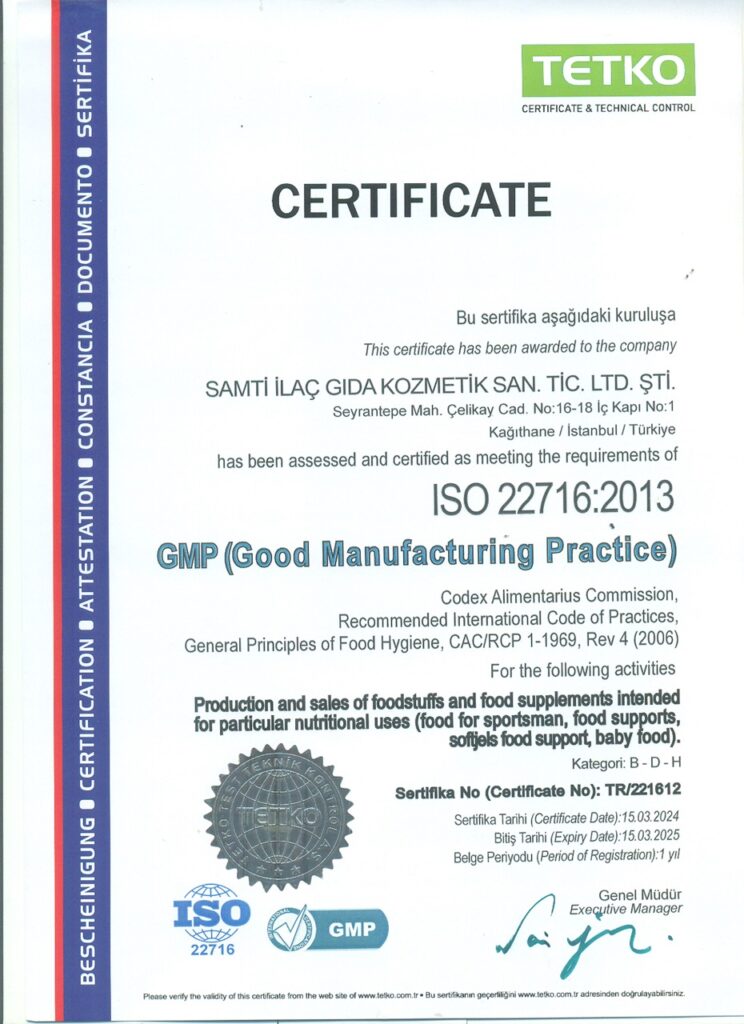 TETKO
CERTIFICATE & TECHNICAL CONTROL
BESCHEINIGUNG CERTIFICATION ATTESTATION CONSTANCIA DOCUMENTO SERTİFİKA
CERTIFICATE
Bu sertifika aşağıdaki kuruluşa
This certificate has been awarded to the company
SAMTİ İLAÇ GIDA KOZMETİK SAN. TİC. LTD. ŞTİ.
Seyrantepe Mah. Çelikay Cad. No:16-18 İç Kapı No:1
Kağıthane / İstanbul / Türkiye
has been assessed and certified as meeting the requirements of
ISO 22716:2013
GMP (Good Manufacturing Practice)
Codex Alimentarius Commission,
Recommended International Code of Practices,
General Principles of Food Hygiene, CAC/RCP 1-1969, Rev 4 (2006)
For the following activities
Production and sales of foodstuffs and food supplements intended
for particular nutritional uses (food for sportsman, food supports,
softjels food support, baby food).
Kategori: B - D - H
Sertifika No (Certificate No): TR/221612
Sertifika Tarihi (Certificate Date):15.03.2024
Bitiş Tarihi (Expiry Date):15.03.2025
Belge Periyodu (Period of Registration):1 yıl
TETKO TEST TEKNİK KONTROL A.Ş.
TETKO
Genel Müdür
Executive Manager
ISO
22716
GMP
Please verify the validity of this certificate from the web site of www.tetko.com.tr • Bu sertifikanın geçerliliğini www.tetko.com.tr adresinden doğrulayabilirsiniz.